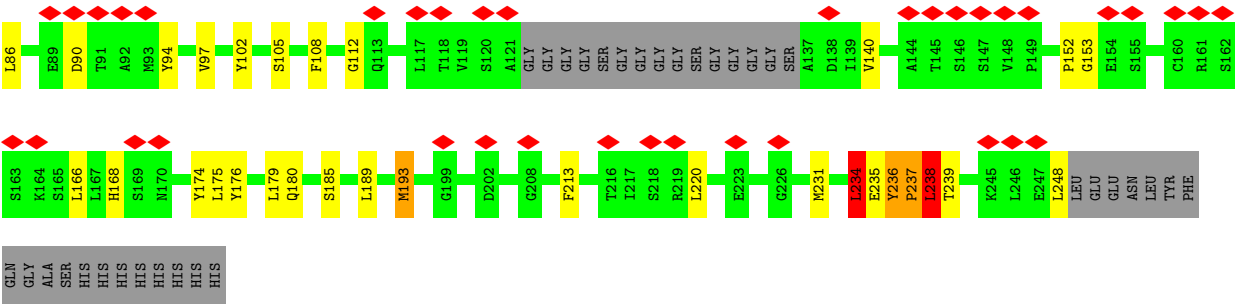 L86 E89 D90 T91 A92 M93 Y94 V97 Y102 S105 F108 G112 Q113 L117 T118 V119 S120 A121 GLY GLY GLY GLY SER GLY GLY GLY GLY SER GLY GLY GLY GLY SER A137 D138 I139 V140 A144 T145 S146 S147 V148 P149 P152 G153 E154 S155 C160 R161 S162
S163 K164 S165 L166 L167 H168 S169 N170 Y174 L175 Y176 L179 Q180 S185 L189 M193 G199 D202 G208 F213 T216 I217 S218 R219 L220 E223 G226 M231 L234 E235 Y236 P237 L238 T239 K245 L246 E247 L248 LEU GLU GLU ASN LEU TYR PHE
GLN GLY ALA SER HIS HIS HIS HIS HIS HIS HIS HIS